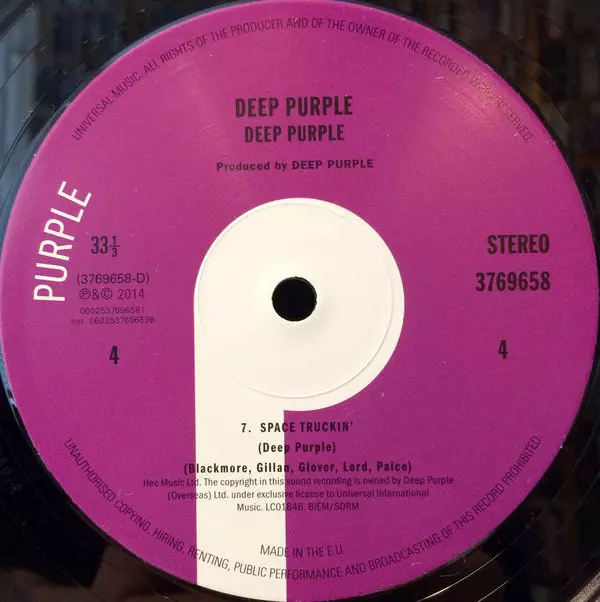 UNIVERSAL MUSIC. ALL RIGHTS OF THE PRODUCER AND OF THE OWNER OF THE RECORDED WORK RESERVED.
DEEP PURPLE
DEEP PURPLE
Produced by DEEP PURPLE
PURPLE
33⅓
STEREO
(3769658-D)
3769658
℗&© 2014
0602537696581
set. 0602537696598
4
4
7. SPACE TRUCKIN'
(Deep Purple)
(Blackmore, Gillan, Glover, Lord, Paice)
Hec Music Ltd. The copyright in this sound recording is owned by Deep Purple
(Overseas) Ltd. under exclusive license to Universal International
Music. LC01846. BIEM/SDRM
MADE IN THE E.U.
UNAUTHORISED COPYING, HIRING, RENTING, PUBLIC PERFORMANCE AND BROADCASTING OF THIS RECORD PROHIBITED.